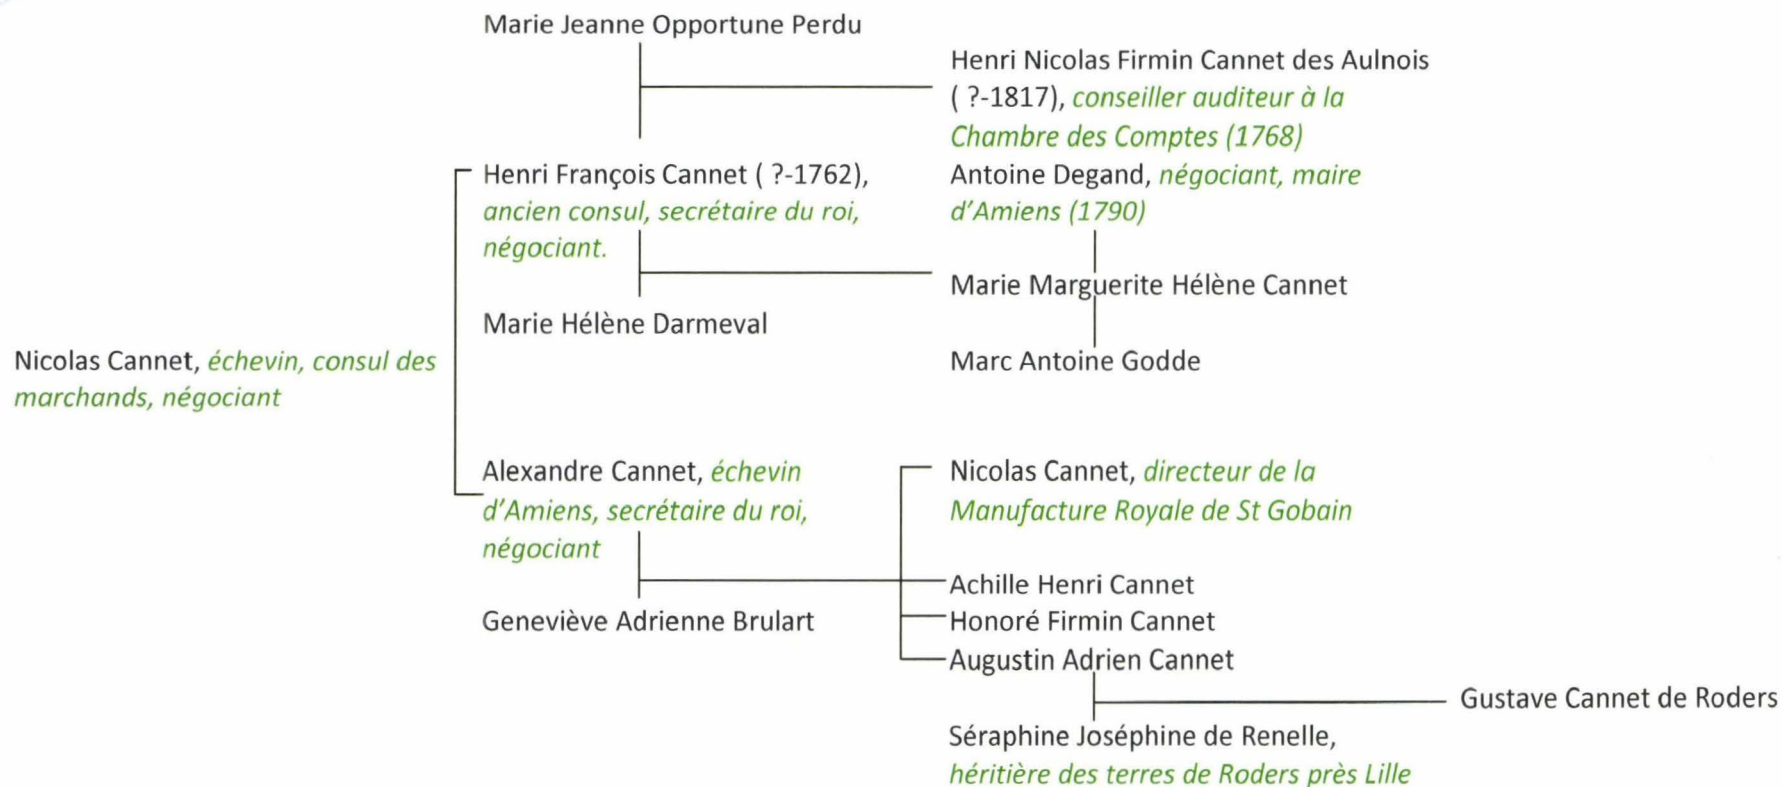 Marie Jeanne Opportune Perdu
Henri Nicolas Firmin Cannet des Aulnois
( ?-1817), conseiller auditeur à la
Chambre des Comptes (1768)
Henri François Cannet ( ?-1762),
ancien consul, secrétaire du roi,
négociant.
Antoine Degand, négociant, maire
d'Amiens (1790)
Marie Marguerite Hélène Cannet
Marie Hélène Darmeval
Marc Antoine Godde
Nicolas Cannet, échevin, consul des
marchands, négociant
Alexandre Cannet, échevin
d'Amiens, secrétaire du roi,
négociant
Geneviève Adrienne Brulart
Nicolas Cannet, directeur de la
Manufacture Royale de St Gobain
Achille Henri Cannet
Honoré Firmin Cannet
Augustin Adrien Cannet
Gustave Cannet de Roders
Séraphine Joséphine de Renelle,
héritière des terres de Roders près Lille